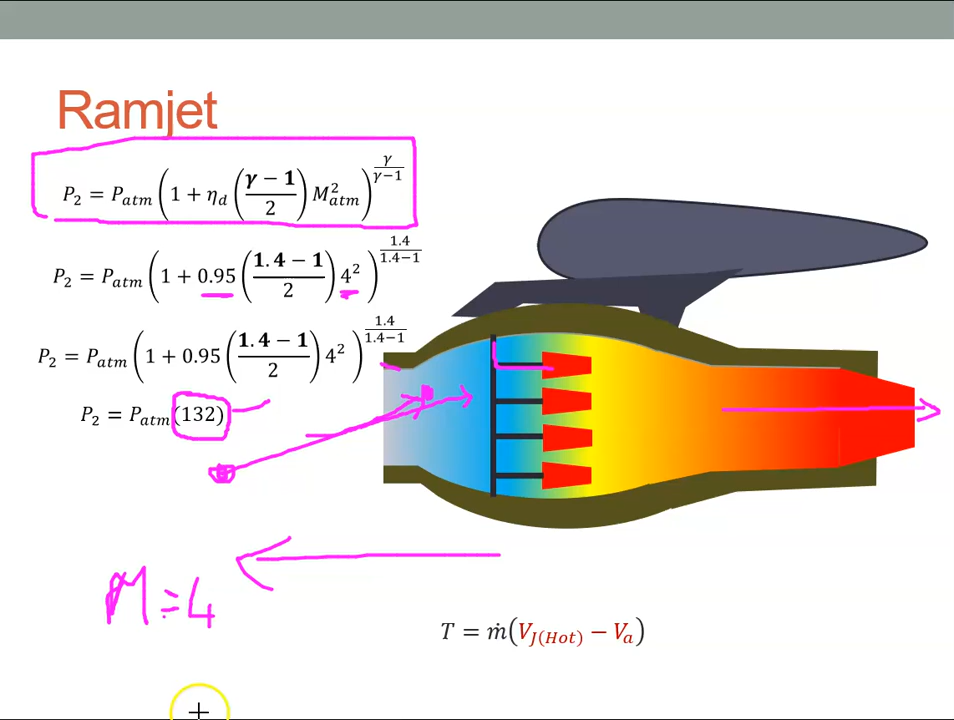 Ramjet
P₂ = Pₐₜₘ (1 + η_d ((γ − 1)/2) M²ₐₜₘ)^(γ/(γ−1))
P₂ = Pₐₜₘ (1 + 0.95 ((1.4 − 1)/2) 4²)^(1.4/(1.4−1))
P₂ = Pₐₜₘ (1 + 0.95 ((1.4 − 1)/2) 4²)^(1.4/(1.4−1))
P₂ = Pₐₜₘ(132)
M = 4
T = ṁ(V_J(Hot) − Vₐ)